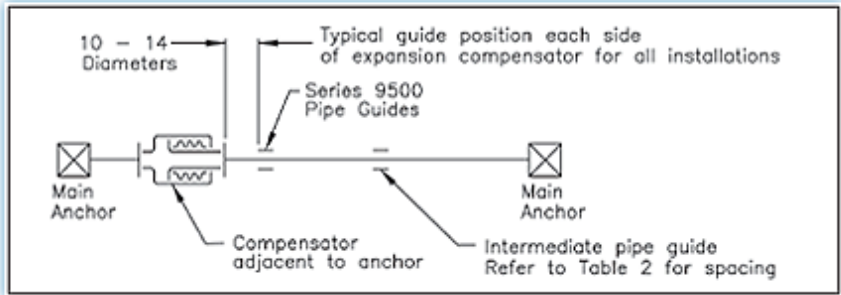 10 – 14
Diameters
Typical guide position each side
of expansion compensator for all installations
Series 9500
Pipe Guides
Main
Anchor
Main
Anchor
Compensator
adjacent to anchor
Intermediate pipe guide
Refer to Table 2 for spacing